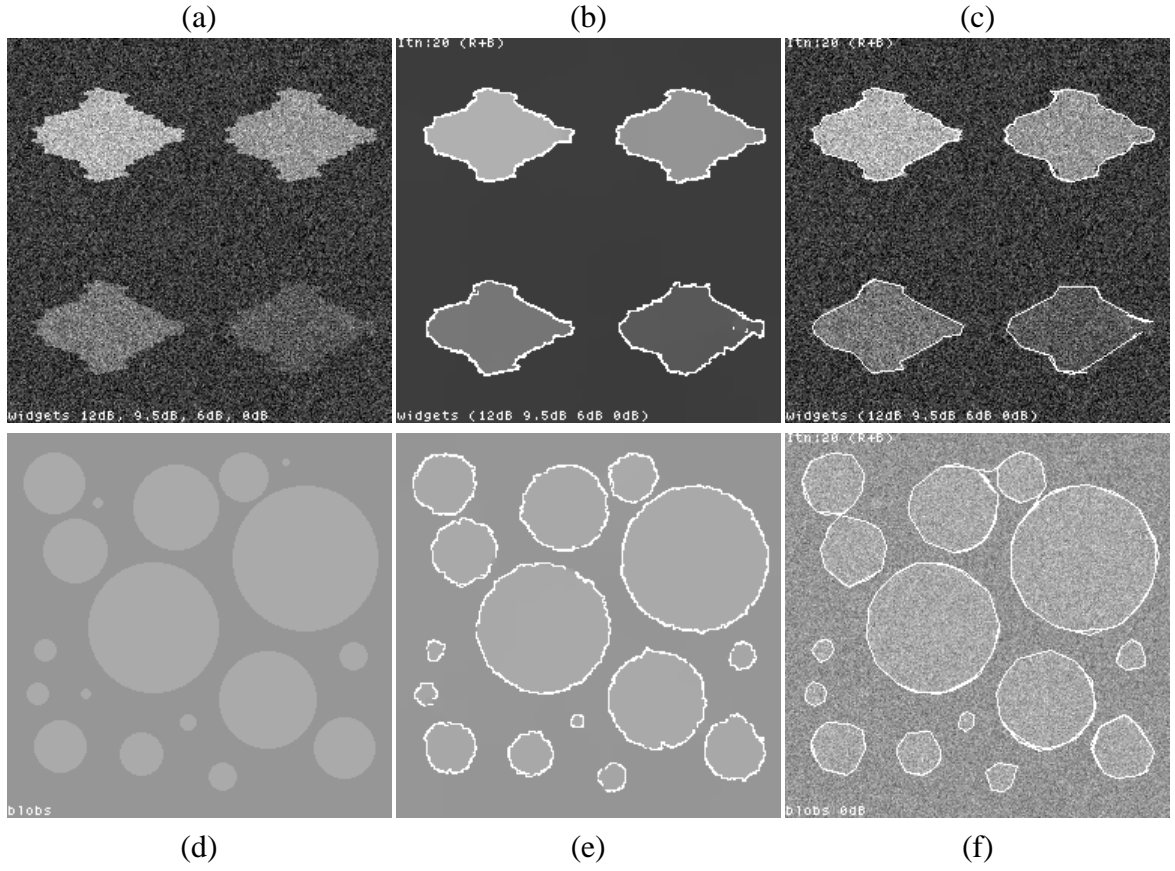 (a) (b) (c)
Itn:20 (R+B) Itn:20 (R+B)
Widgets 12dB, 9.5dB, 6dB, 0dB Widgets (12dB 9.5dB 6dB 0dB) Widgets (12dB 9.5dB 6dB 0dB)
Itn:20 (R+B)
blobs blobs 0dB
(d) (e) (f)